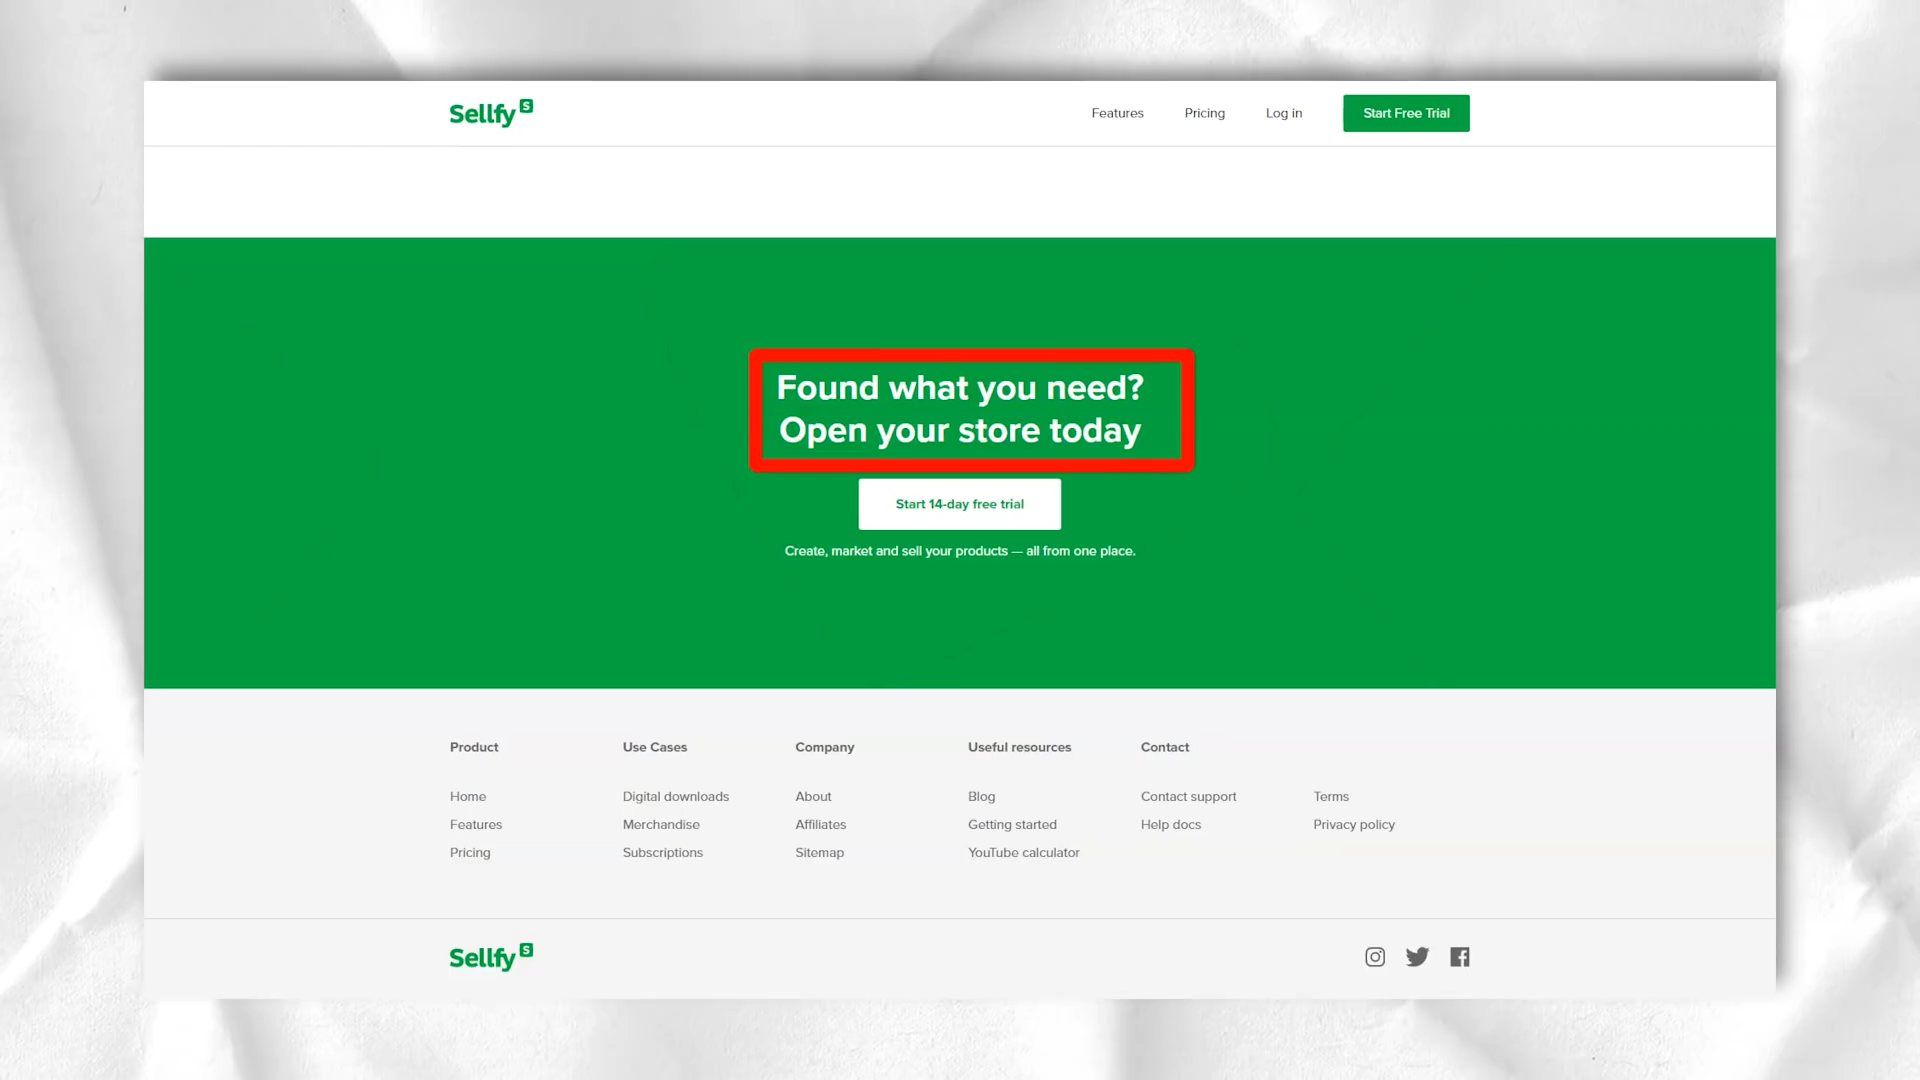 Sellfy S
Features
Pricing
Log in
Start Free Trial
Found what you need?
Open your store today
Start 14-day free trial
Create, market and sell your products — all from one place.
Product
Home
Features
Pricing
Use Cases
Digital downloads
Merchandise
Subscriptions
Company
About
Affiliates
Sitemap
Useful resources
Blog
Getting started
YouTube calculator
Contact
Contact support
Help docs
Terms
Privacy policy
Sellfy S